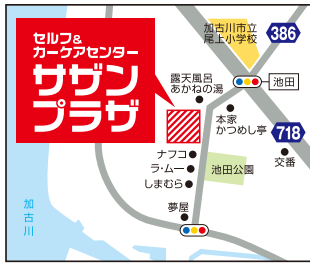 セルフ&
カーケアセンター
サザン
プラザ
加古川市立
尾上小学校
386
露天風呂
あかねの湯
池田
本家
かつめし亭
718
交番
ナフコ
ラ・ムー
しまむら
池田公園
夢屋
加古川